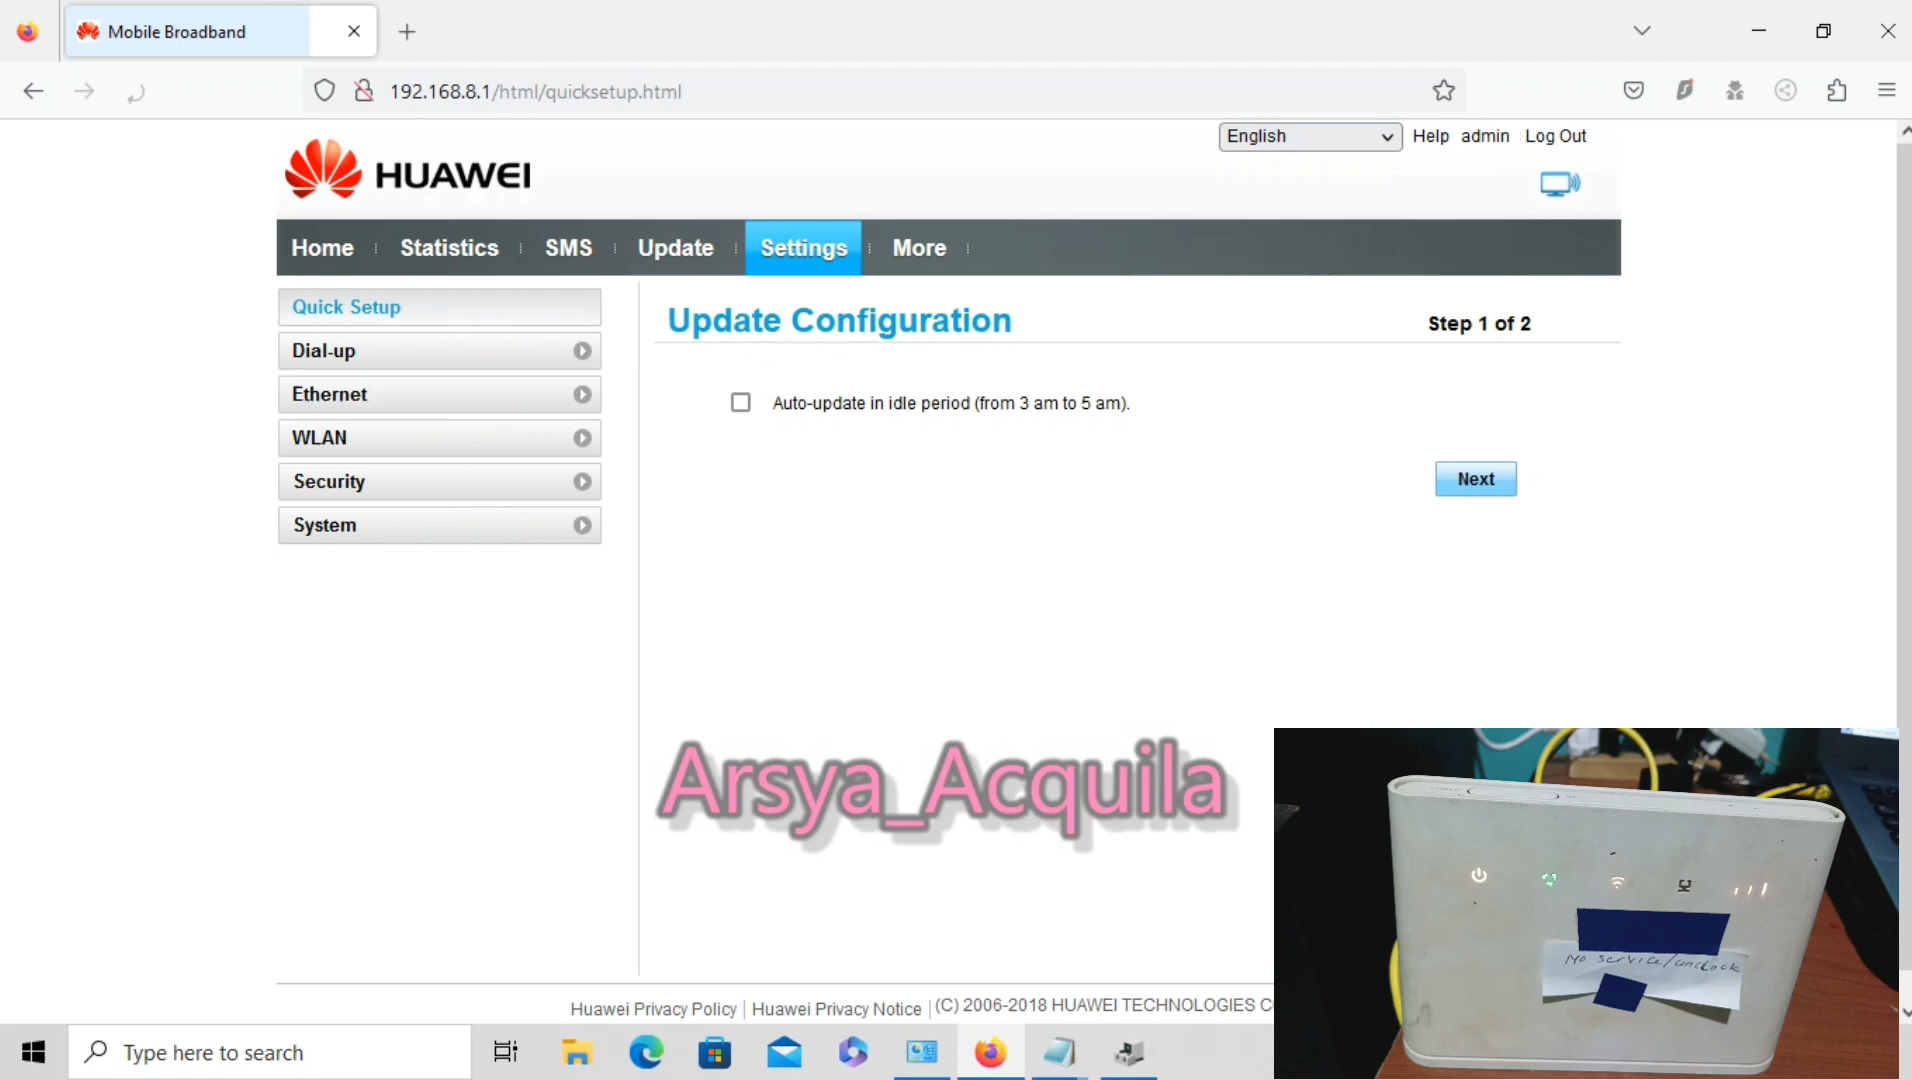 Mobile Broadband
192.168.8.1/html/quicksetup.html
English
Help admin Log Out
HUAWEI
Home Statistics SMS Update Settings More
Quick Setup
Dial-up
Ethernet
WLAN
Security
System
Update Configuration
Step 1 of 2
Auto-update in idle period (from 3 am to 5 am).
Next
Arsya_Acquila
No service/unclock
Huawei Privacy Policy | Huawei Privacy Notice | (C) 2006-2018 HUAWEI TECHNOLOGIES
Type here to search